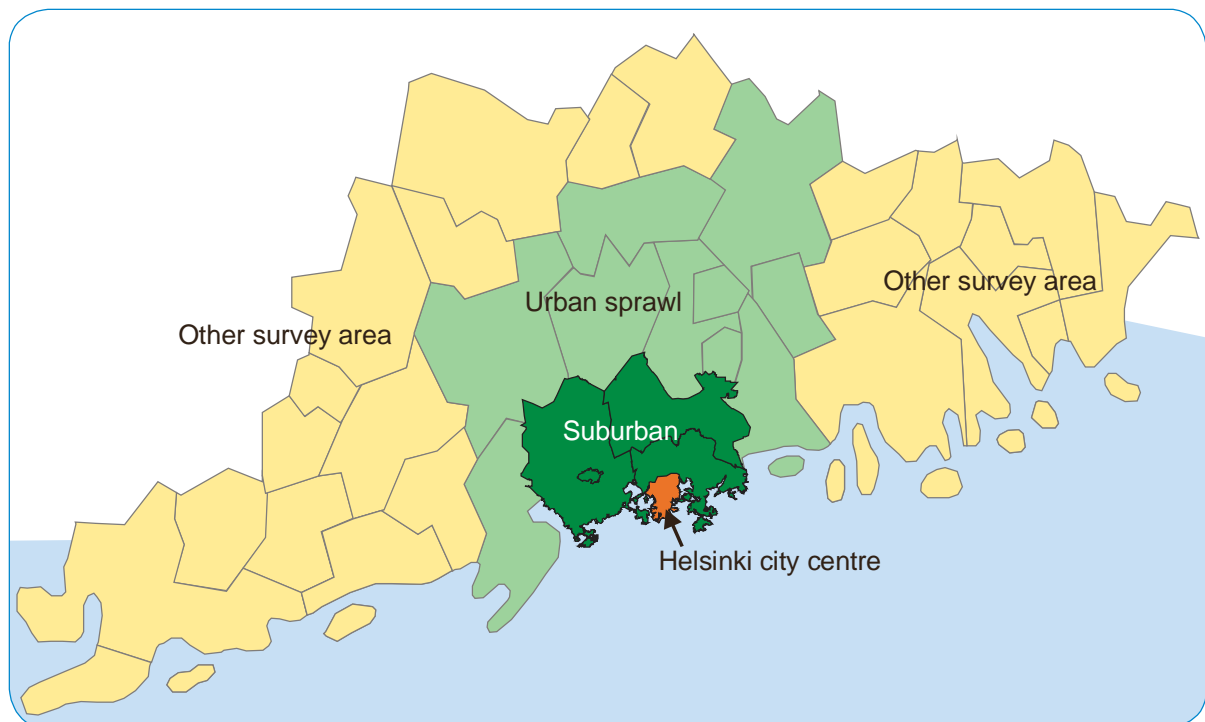 Other survey area
Urban sprawl
Other survey area
Suburban
Helsinki city centre